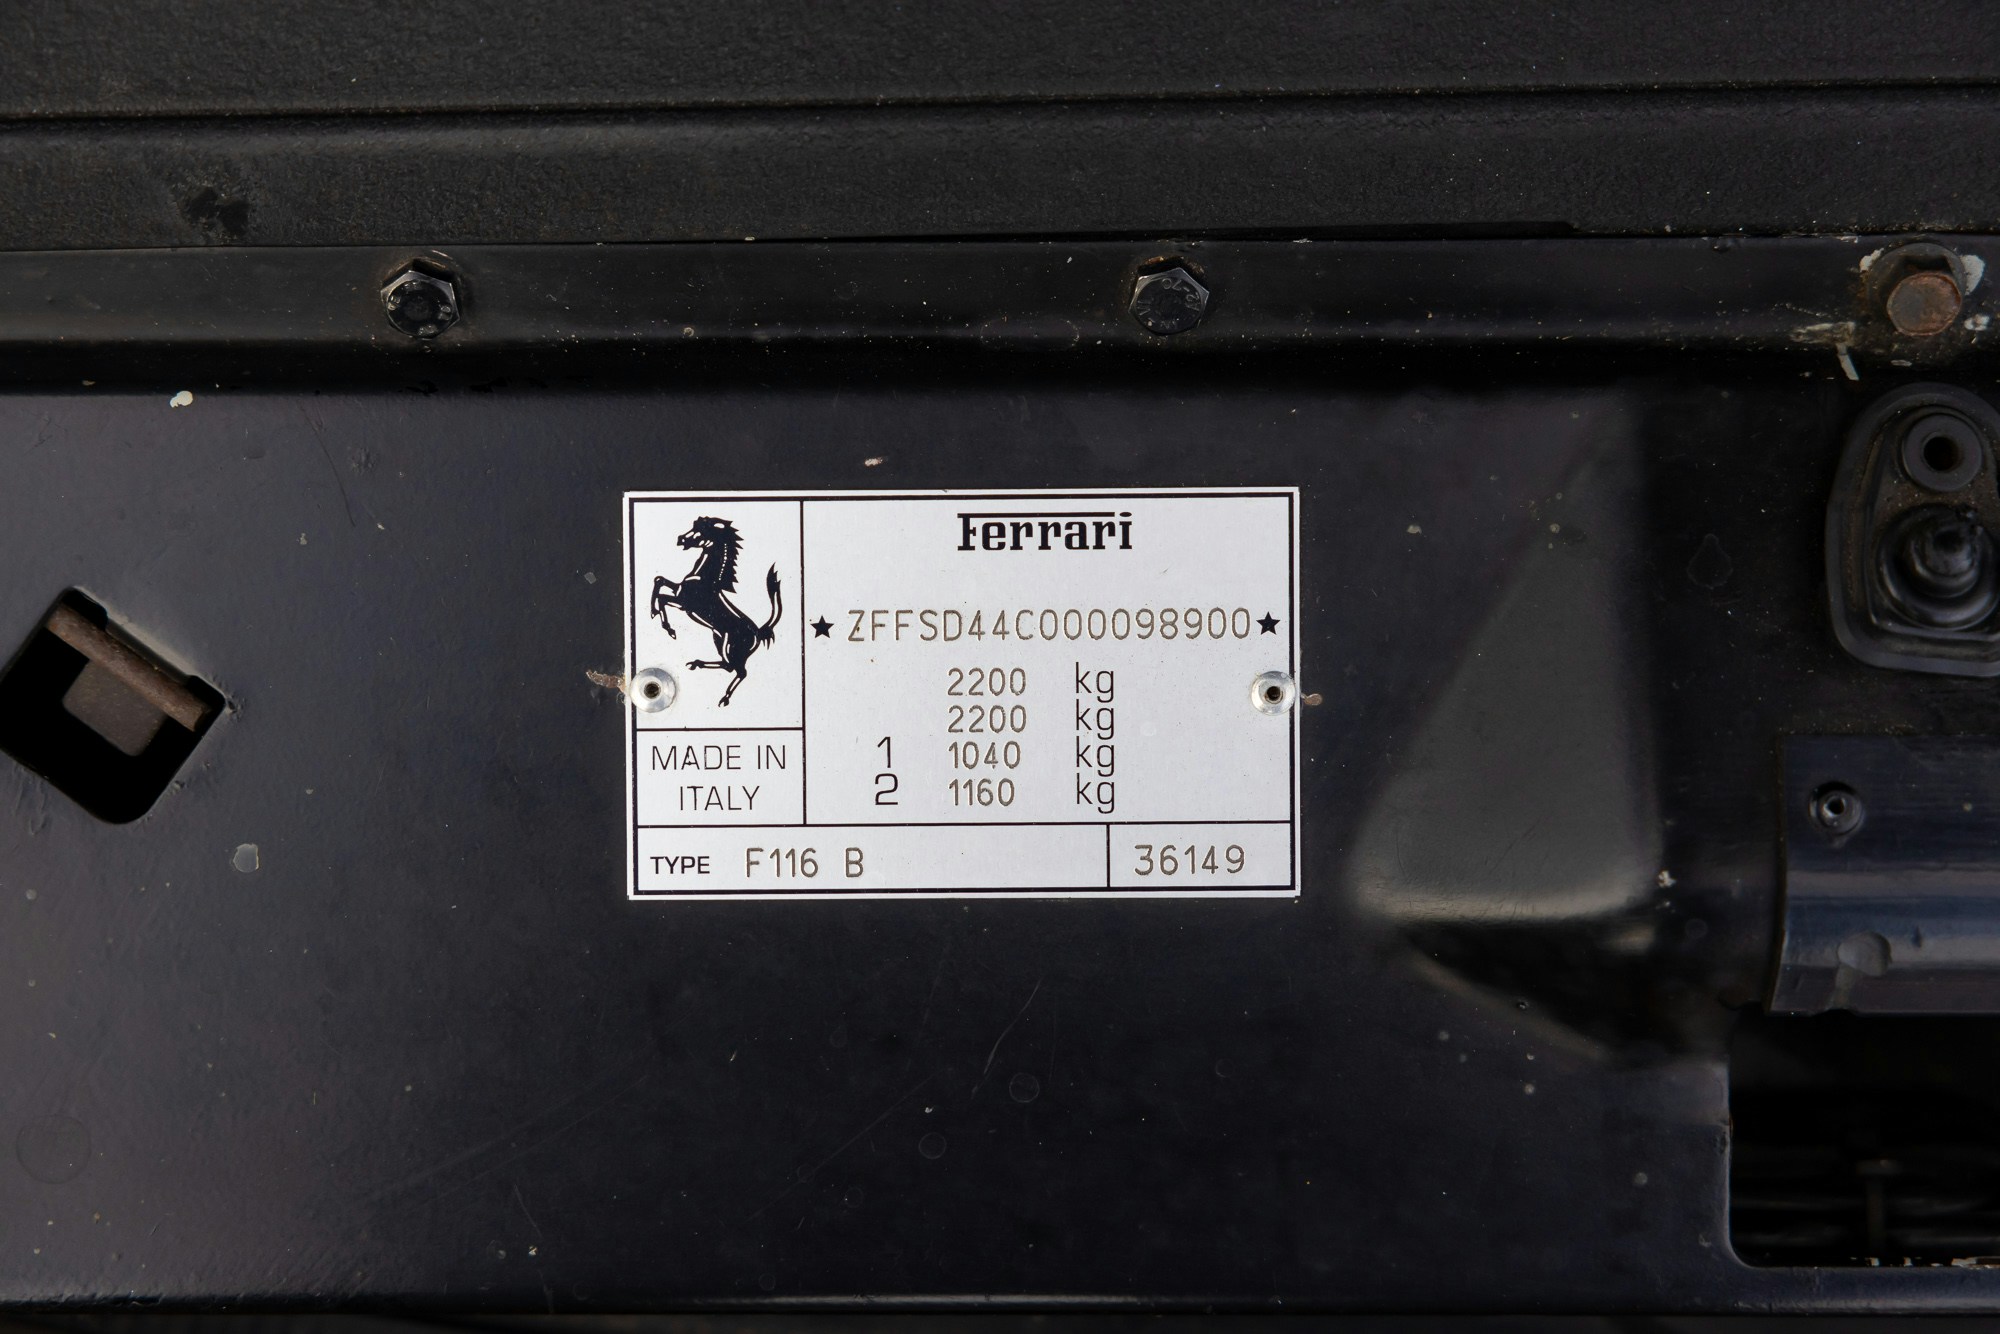 Ferrari
★ ZFFSD44C000098900 ★
2200 kg
2200 kg
1 1040 kg
2 1160 kg
MADE IN
ITALY
TYPE F116 B
36149